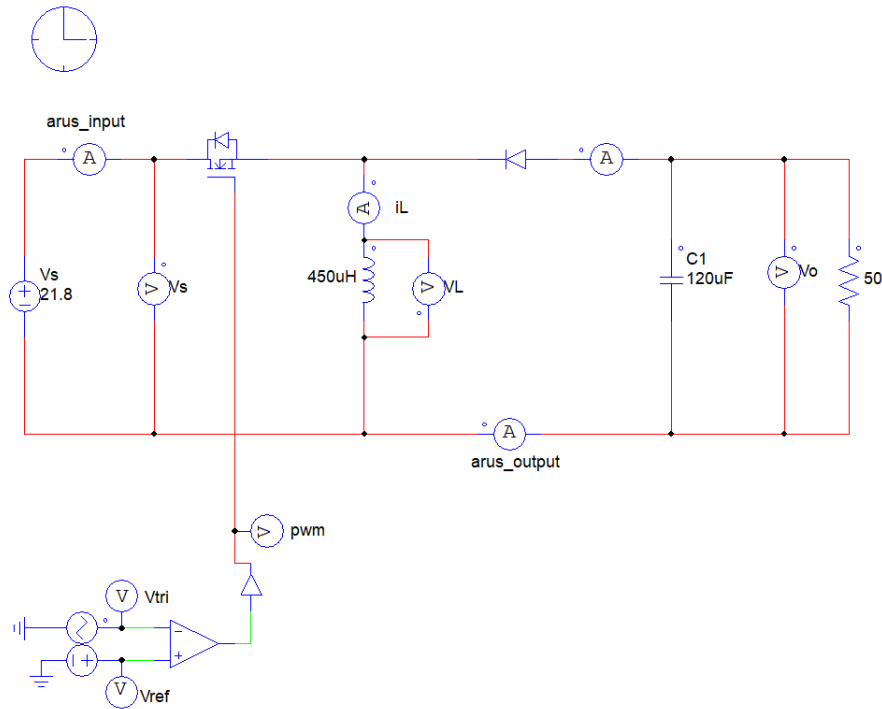 arus_input
A
A
A
iL
Vs
21.8
V
Vs
450uH
V
VL
C1
120uF
V
Vo
50
A
arus_output
V
pwm
V
Vtri
V
Vref